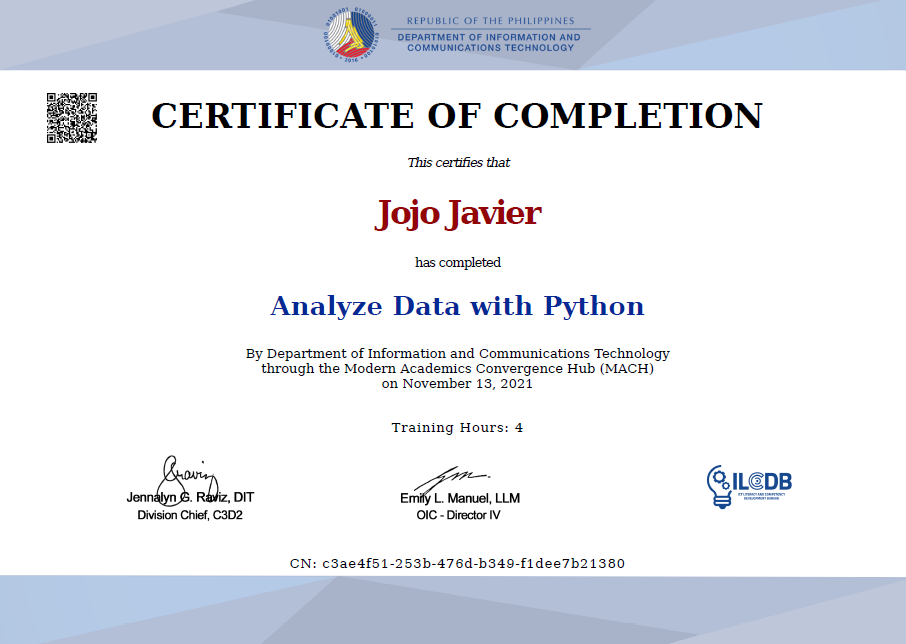 REPUBLIC OF THE PHILIPPINES
DEPARTMENT OF INFORMATION AND
COMMUNICATIONS TECHNOLOGY
2016
CERTIFICATE OF COMPLETION
This certifies that
Jojo Javier
has completed
Analyze Data with Python
By Department of Information and Communications Technology
through the Modern Academics Convergence Hub (MACH)
on November 13, 2021
Training Hours: 4
Jennalyn G. Raviz, DIT
Division Chief, C3D2
Emily L. Manuel, LLM
OIC - Director IV
ILCDB
ICT LITERACY AND COMPETENCY
DEVELOPMENT BUREAU
CN: c3ae4f51-253b-476d-b349-f1dee7b21380